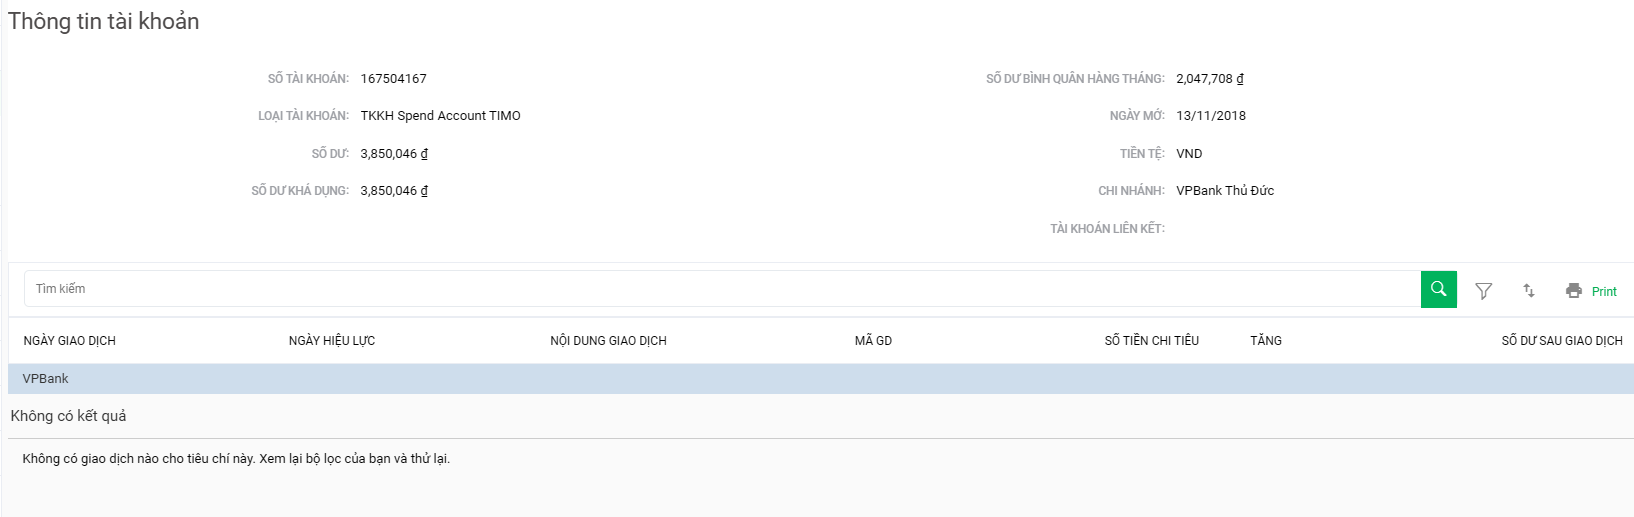 Thông tin tài khoản
SỐ TÀI KHOẢN: 167504167
LOẠI TÀI KHOẢN: TKKH Spend Account TIMO
SỐ DƯ: 3,850,046 ₫
SỐ DƯ KHẢ DỤNG: 3,850,046 ₫
SỐ DƯ BÌNH QUÂN HÀNG THÁNG: 2,047,708 ₫
NGÀY MỞ: 13/11/2018
TIỀN TỆ: VND
CHI NHÁNH: VPBank Thủ Đức
TÀI KHOẢN LIÊN KẾT:
Tìm kiếm
Print
NGÀY GIAO DỊCH NGÀY HIỆU LỰC NỘI DUNG GIAO DỊCH MÃ GD SỐ TIỀN CHI TIÊU TĂNG SỐ DƯ SAU GIAO DỊCH
VPBank
Không có kết quả
Không có giao dịch nào cho tiêu chí này. Xem lại bộ lọc của bạn và thử lại.